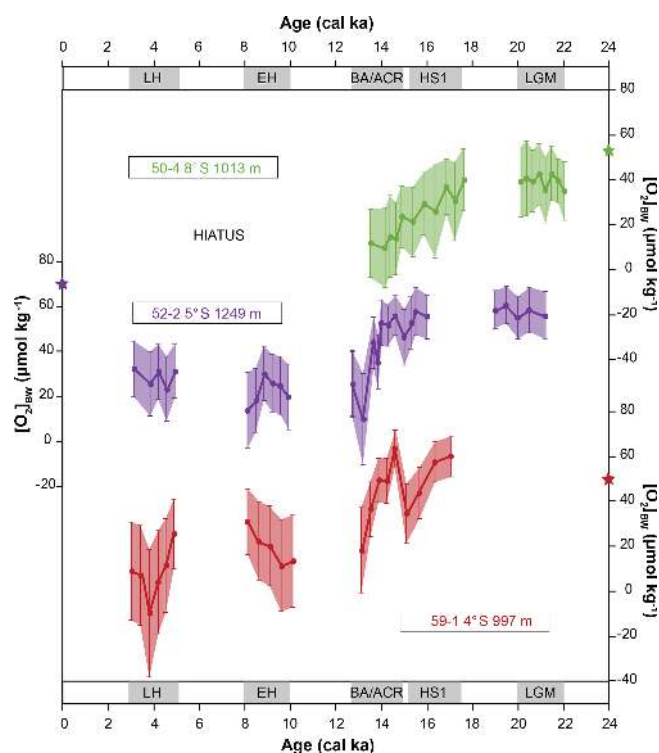 Age (cal ka)
0 2 4 6 8 10 12 14 16 18 20 22 24
LH EH BA/ACR HS1 LGM
80
60
40
20
0
-20
-40
[O₂]BW (µmol kg⁻¹)
50-4 8°S 1013 m
HIATUS
80
60
40
20
0
-20
[O₂]BW (µmol kg⁻¹)
52-2 5°S 1249 m
80
60
40
20
0
-20
-40
[O₂]BW (µmol kg⁻¹)
59-1 4°S 997 m
LH EH BA/ACR HS1 LGM
0 2 4 6 8 10 12 14 16 18 20 22 24
Age (cal ka)